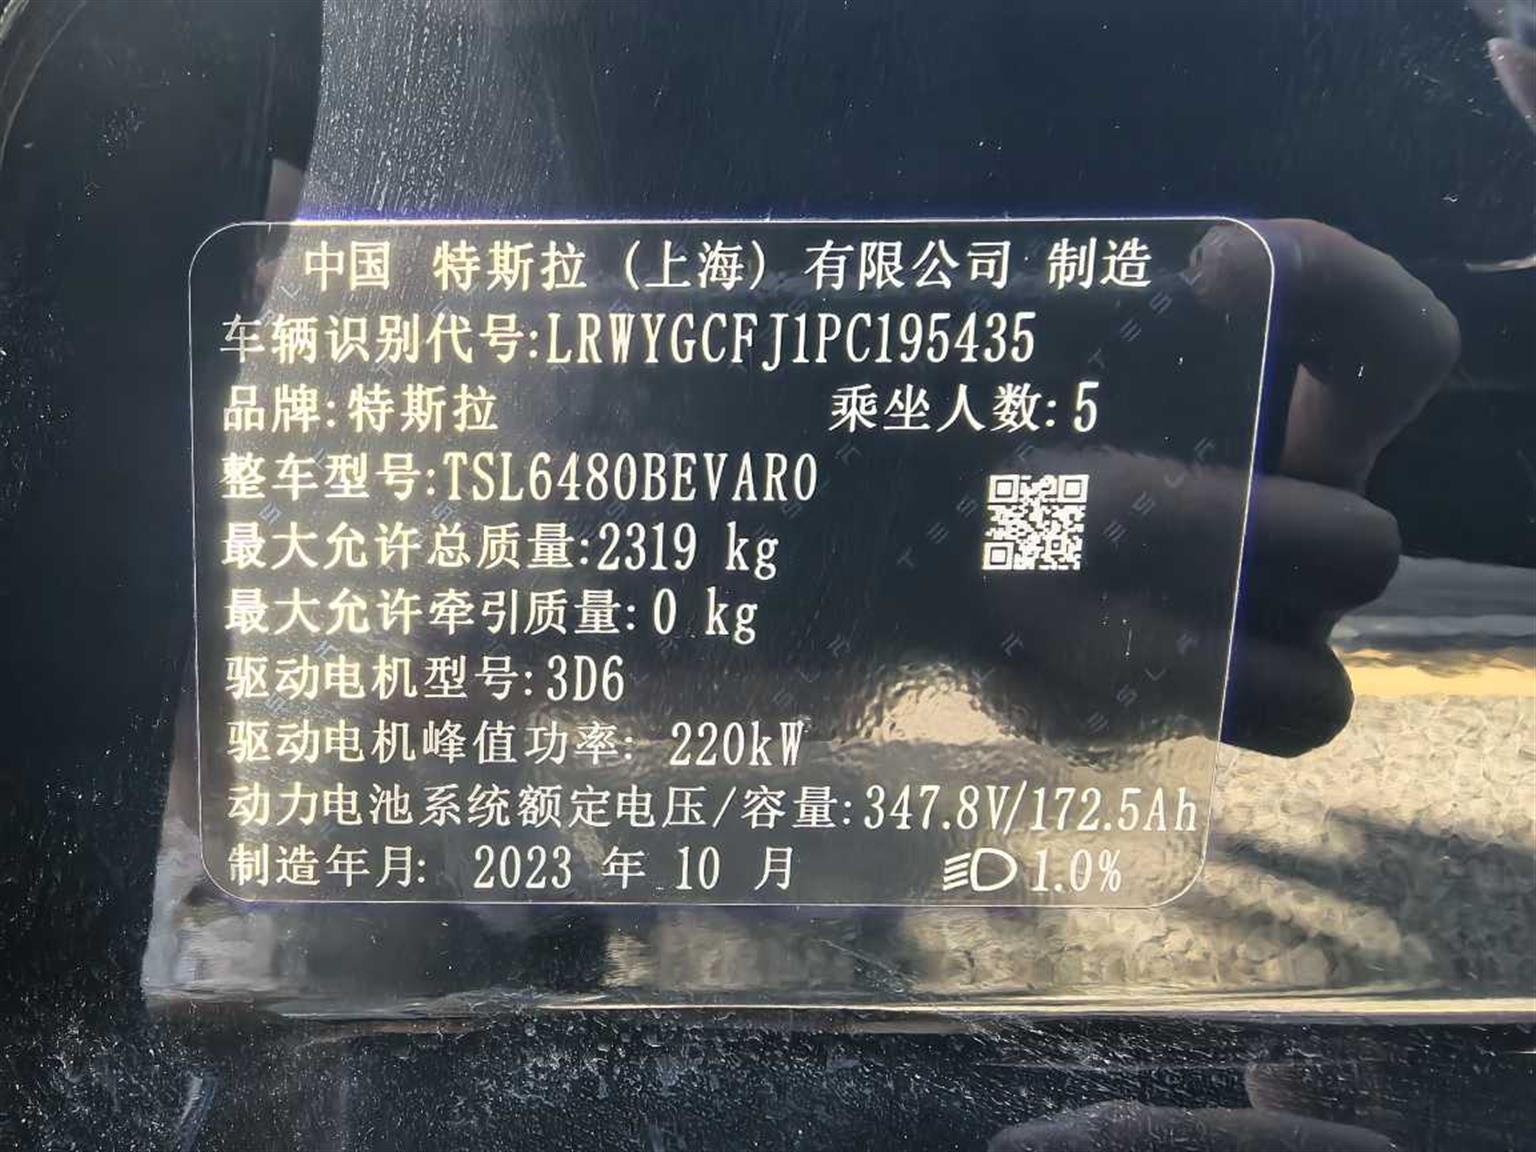 中国 特斯拉 (上海) 有限公司 制造
车辆识别代号:LRWYGCFJ1PC195435
品牌:特斯拉 乘坐人数:5
整车型号:TSL6480BEVAR0
最大允许总质量:2319 kg
最大允许牵引质量:0 kg
驱动电机型号:3D6
驱动电机峰值功率: 220kW
动力电池系统额定电压/容量:347.8V/172.5Ah
制造年月: 2023 年 10 月 1.0%